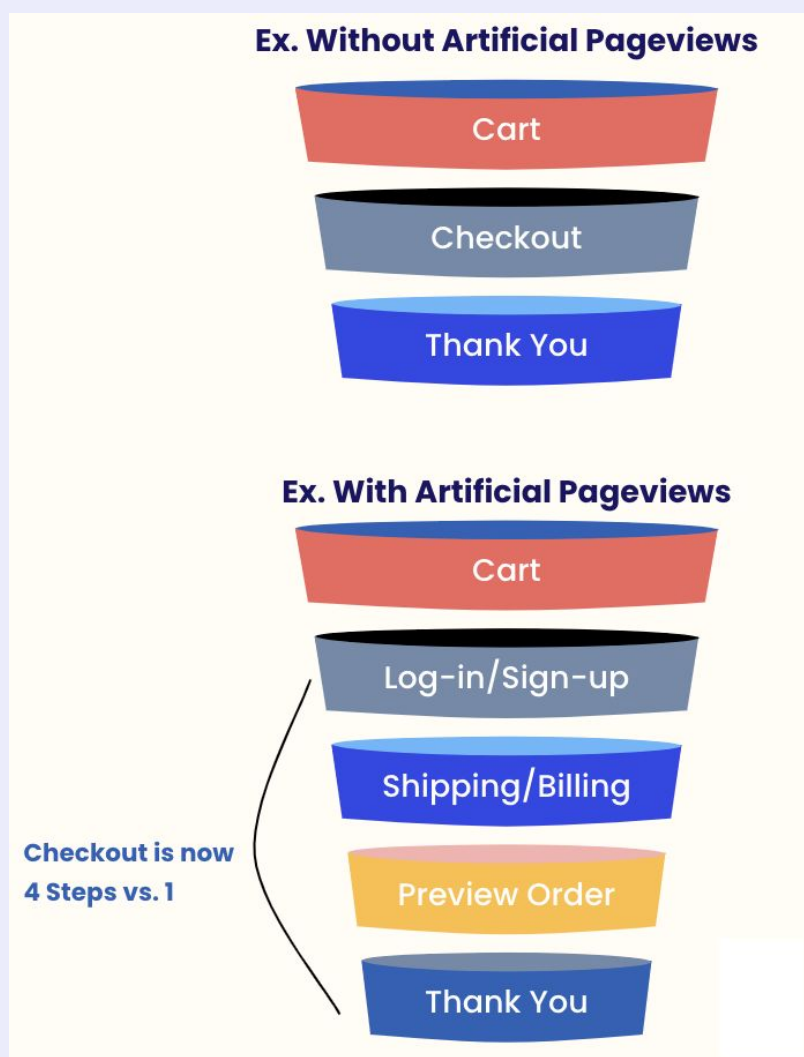 Ex. Without Artificial Pageviews
Cart
Checkout
Thank You
Ex. With Artificial Pageviews
Cart
Log-in/Sign-up
Shipping/Billing
Checkout is now
4 Steps vs. 1
Preview Order
Thank You